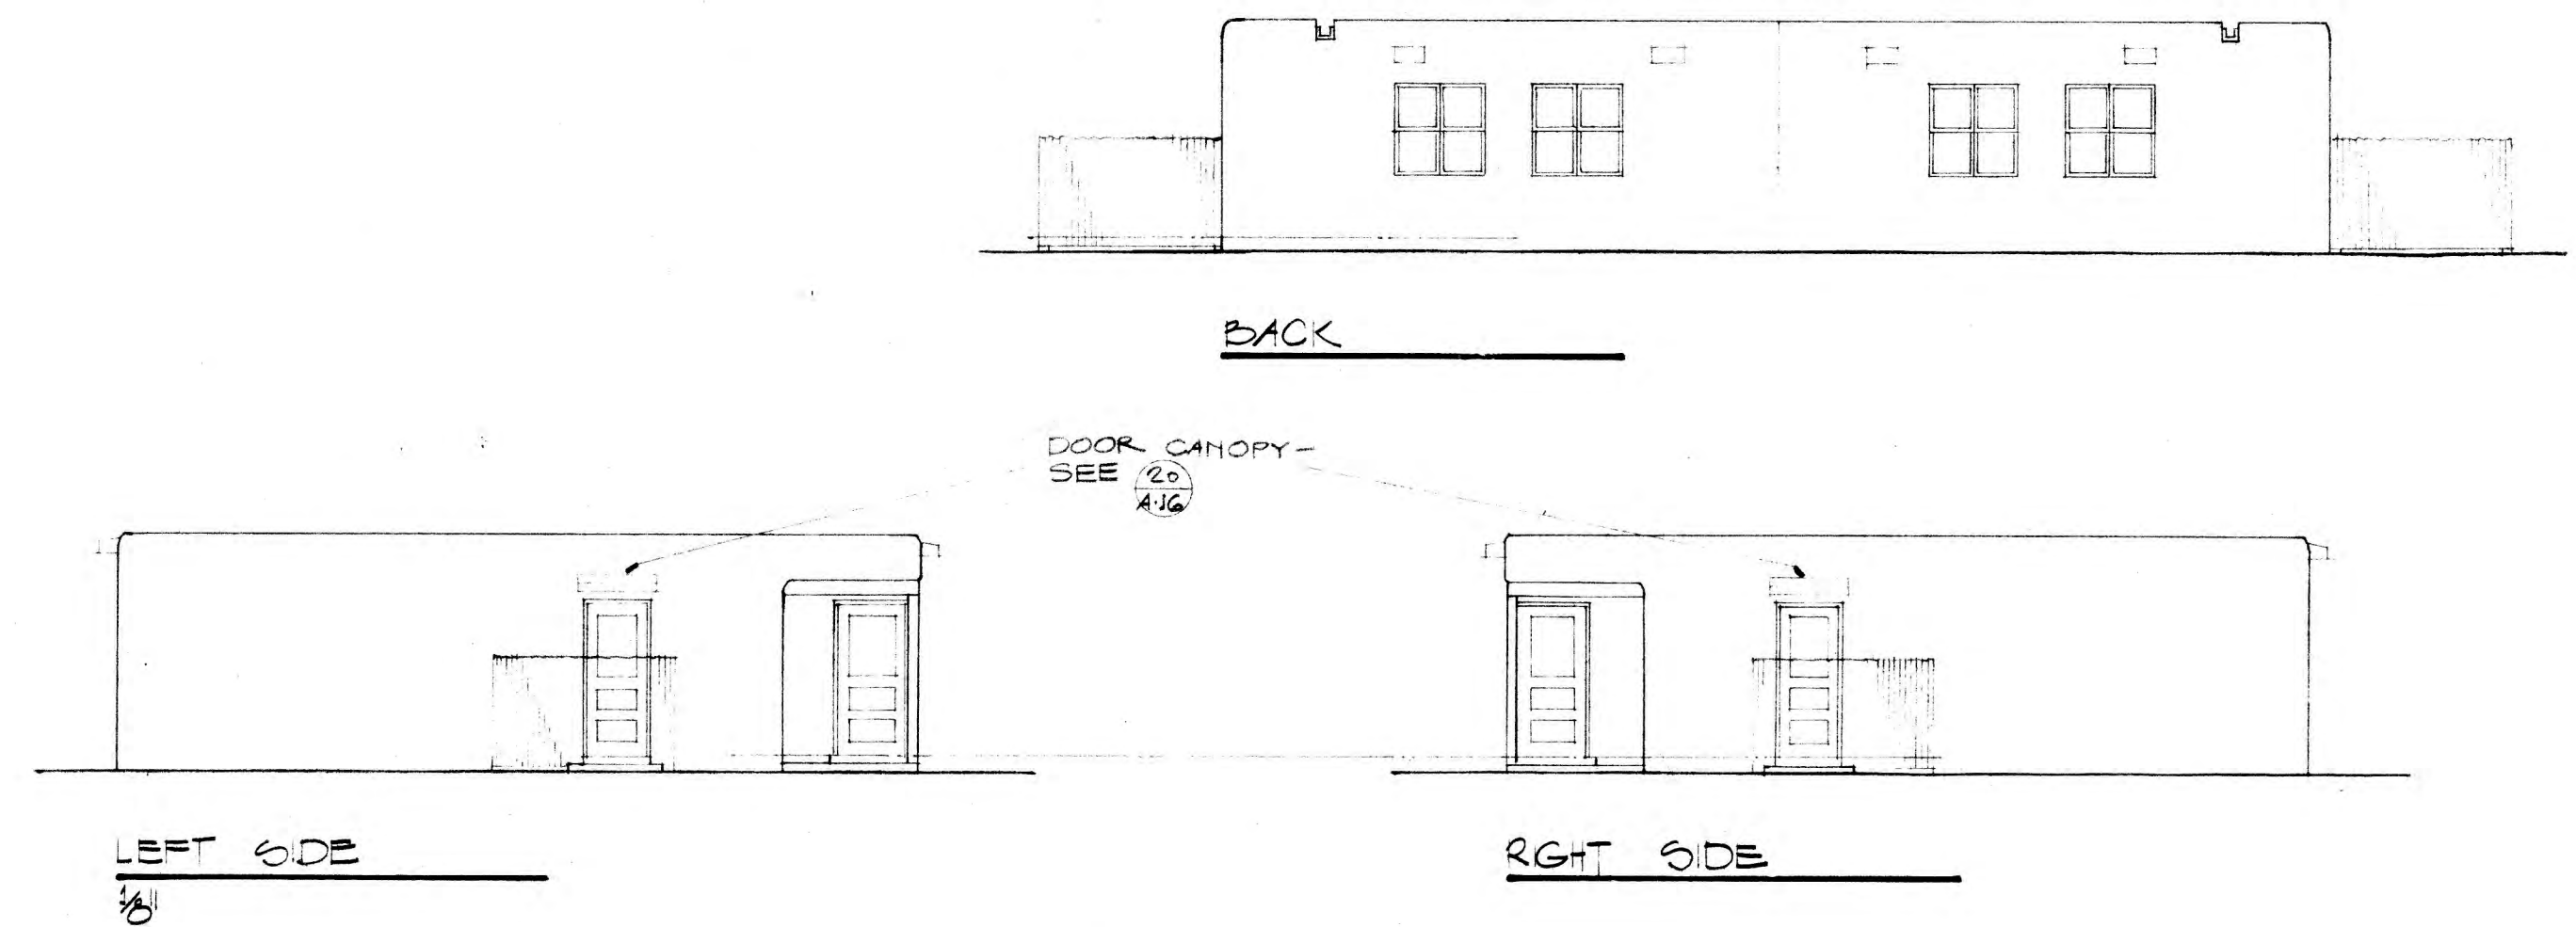 BACK
DOOR CANOPY-
SEE 20
A·16
LEFT SIDE
RIGHT SIDE
1/8"